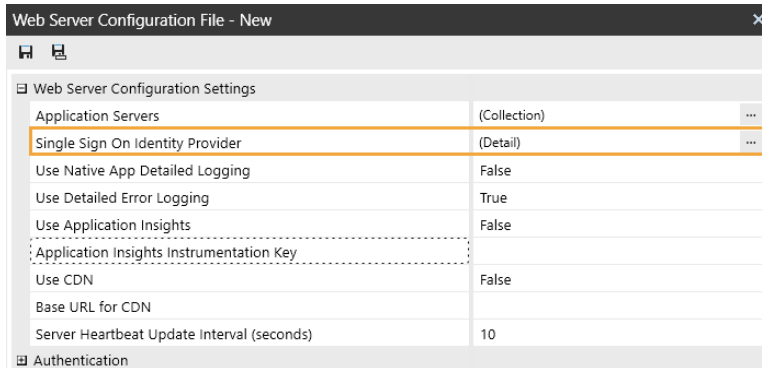 Web Server Configuration File - New
Web Server Configuration Settings
Application Servers (Collection) ...
Single Sign On Identity Provider (Detail) ...
Use Native App Detailed Logging False
Use Detailed Error Logging True
Use Application Insights False
Application Insights Instrumentation Key
Use CDN False
Base URL for CDN
Server Heartbeat Update Interval (seconds) 10
Authentication